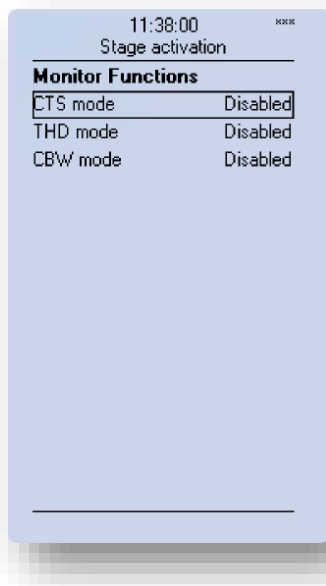 11:38:00 ***
Stage activation
Monitor Functions
CTS mode Disabled
THD mode Disabled
CBW mode Disabled